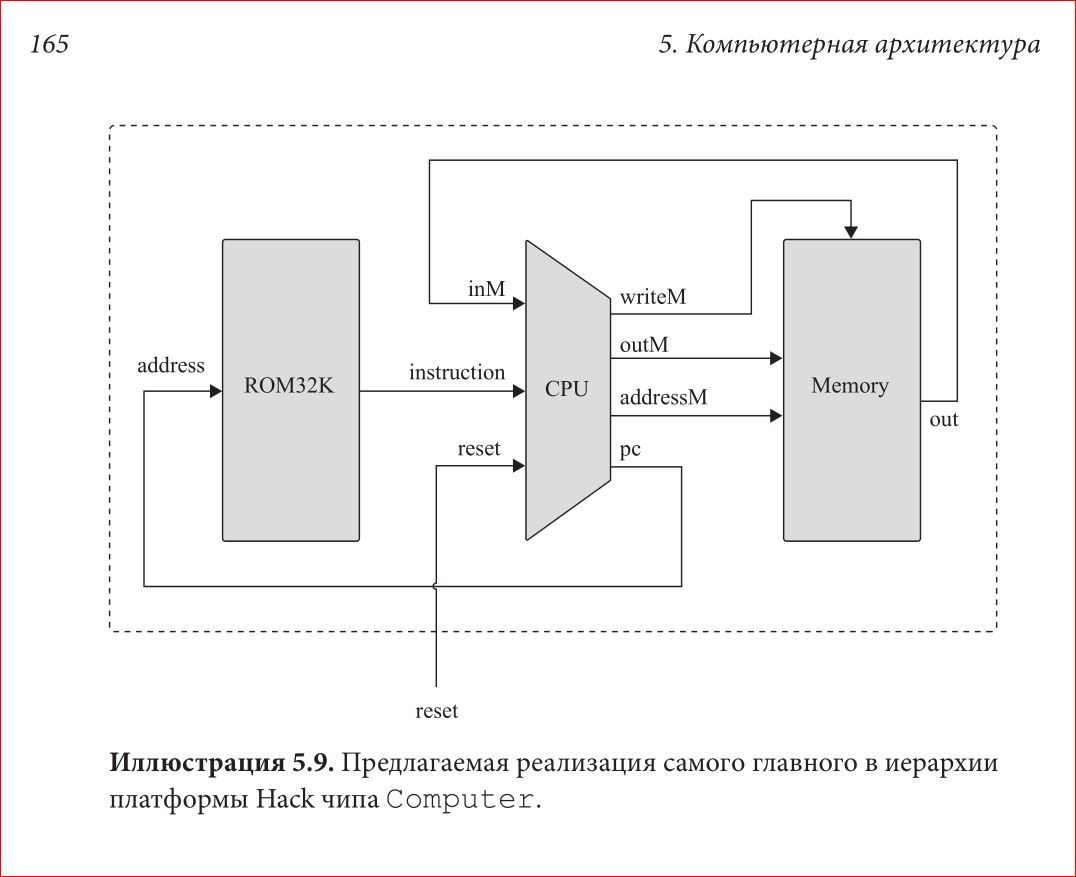 165
5. Компьютерная архитектура
inM
writeM
outM
address
instruction
ROM32K
CPU
Memory
addressM
out
reset
pc
reset
Иллюстрация 5.9. Предлагаемая реализация самого главного в иерархии
платформы Hack чипа Computer.